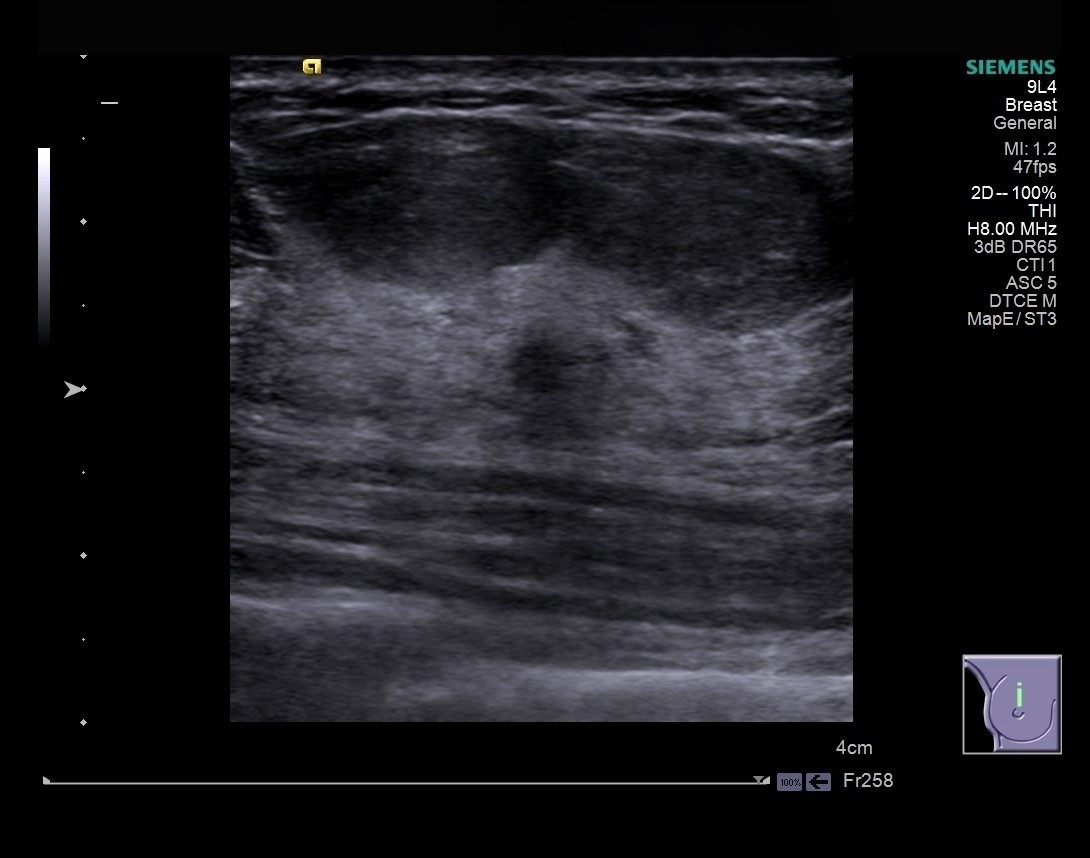 SIEMENS
9L4
Breast
General
MI: 1.2
47fps
2D--100%
THI
H8.00 MHz
3dB DR65
CTI 1
ASC 5
DTCE M
MapE / ST3
4cm
100%
Fr258